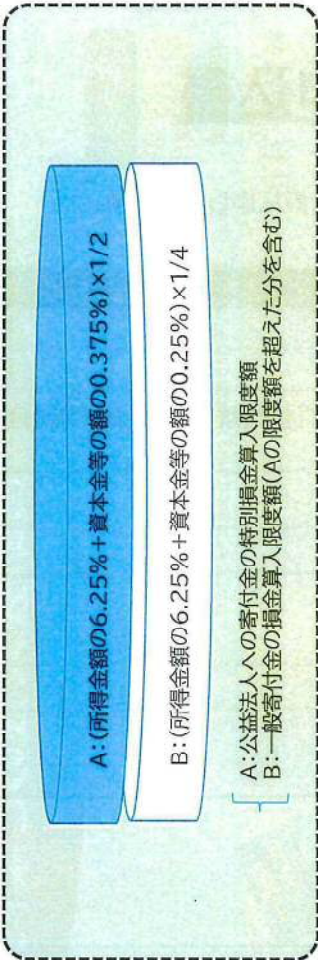 A:(所得金額の6.25%+資本金等の額の0.375%)×1/2
B:(所得金額の6.25%+資本金等の額の0.25%)×1/4
A:公益法人への寄付金の特別損金算入限度額
B:一般寄付金の損金算入限度額(Aの限度額を超えた分を含む)